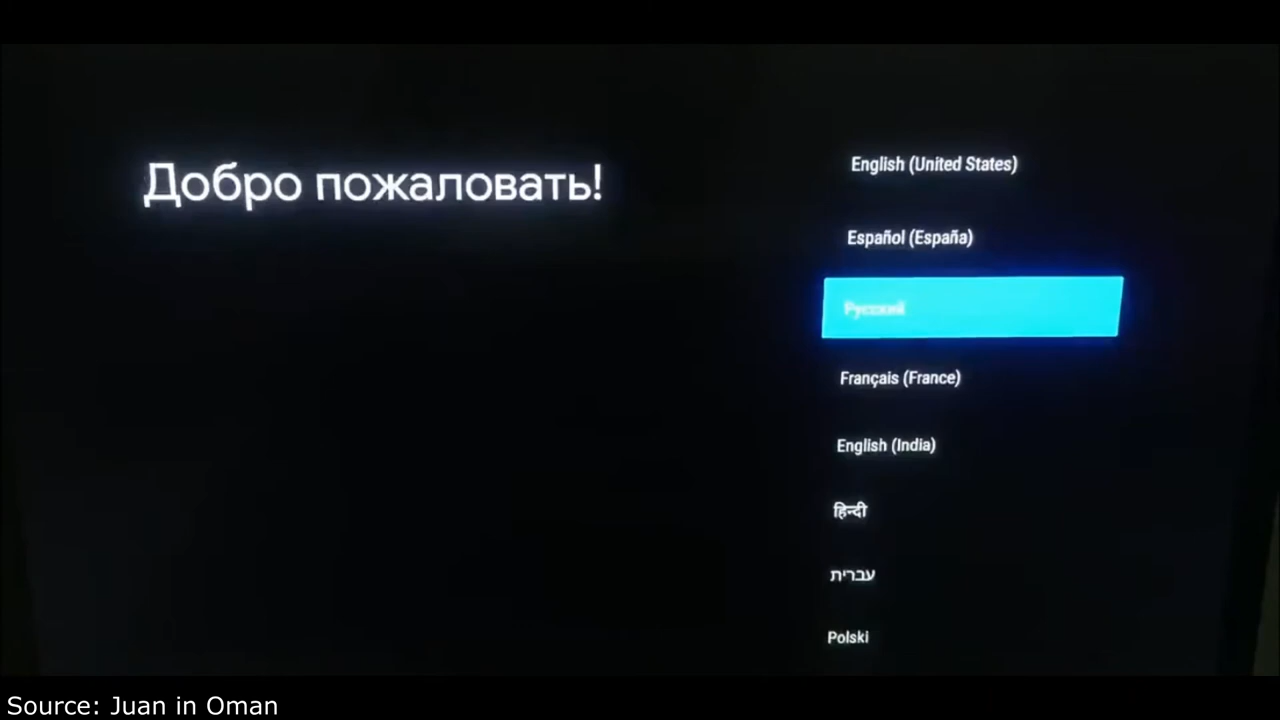 Добро пожаловать!
English (United States)
Español (España)
Русский
Français (France)
English (India)
हिन्दी
עברית
Polski
Source: Juan in Oman